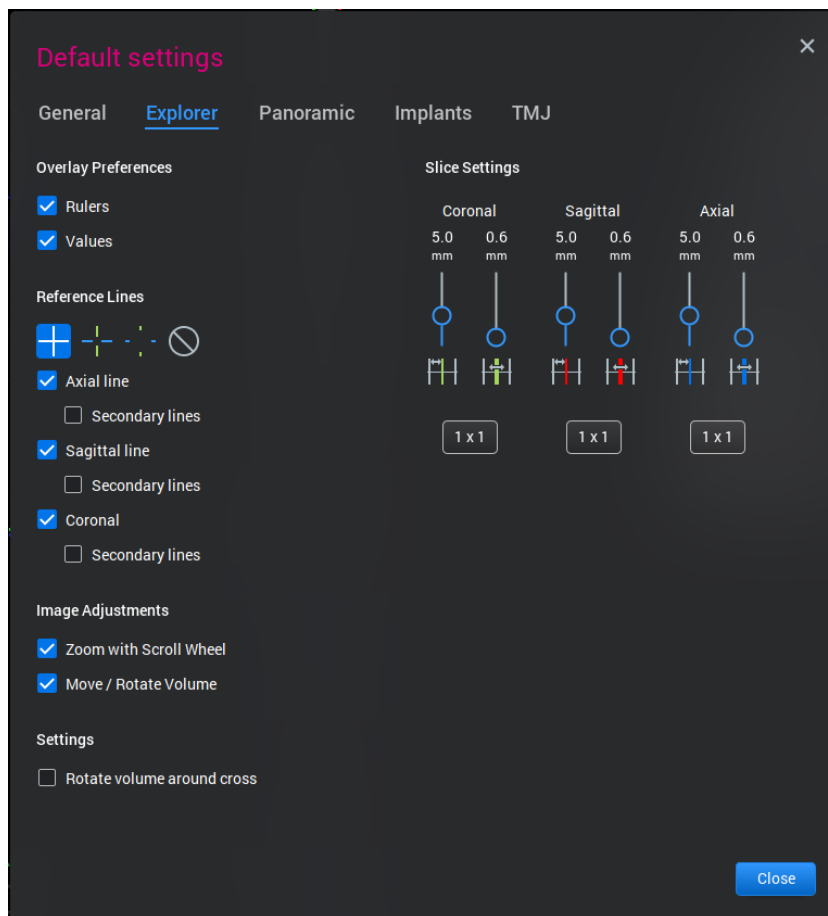 Default settings
General Explorer Panoramic Implants TMJ
Overlay Preferences
Rulers
Values
Reference Lines
Axial line
Secondary lines
Sagittal line
Secondary lines
Coronal
Secondary lines
Image Adjustments
Zoom with Scroll Wheel
Move / Rotate Volume
Settings
Rotate volume around cross
Slice Settings
Coronal Sagittal Axial
5.0 0.6 5.0 0.6 5.0 0.6
mm mm mm mm mm mm
1 x 1 1 x 1 1 x 1
Close